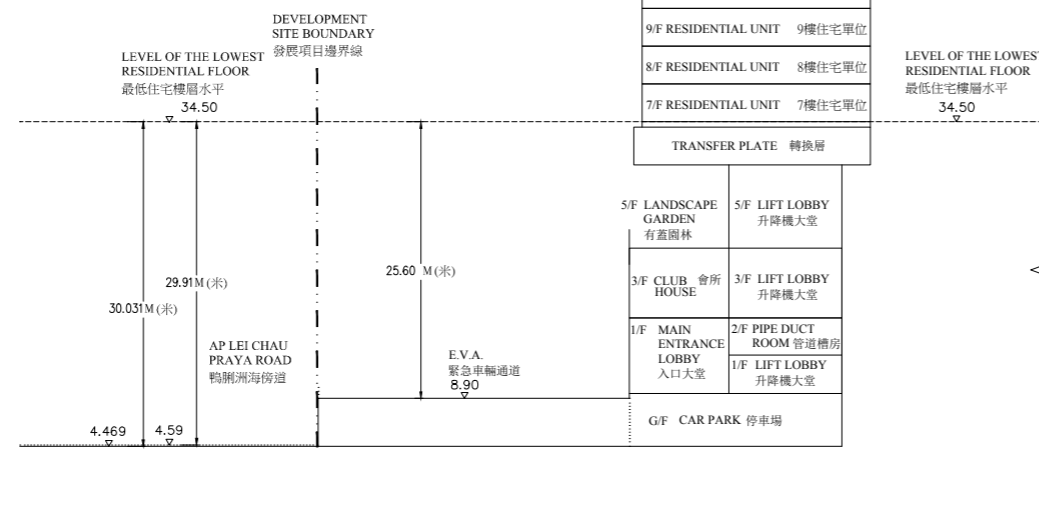 DEVELOPMENT
SITE BOUNDARY
發展項目邊界線
LEVEL OF THE LOWEST
RESIDENTIAL FLOOR
最低住宅樓層水平
34.50
9/F RESIDENTIAL UNIT 9樓住宅單位
8/F RESIDENTIAL UNIT 8樓住宅單位
7/F RESIDENTIAL UNIT 7樓住宅單位
LEVEL OF THE LOWEST
RESIDENTIAL FLOOR
最低住宅樓層水平
34.50
TRANSFER PLATE 轉換層
5/F LANDSCAPE
GARDEN
有蓋園林
5/F LIFT LOBBY
升降機大堂
25.60 M(米)
29.91M(米)
30.031M(米)
3/F CLUB 會所
HOUSE
3/F LIFT LOBBY
升降機大堂
AP LEI CHAU
PRAYA ROAD
鴨脷洲海傍道
E.V.A.
緊急車輛通道
8.90
1/F MAIN
ENTRANCE
LOBBY
入口大堂
2/F PIPE DUCT
ROOM 管道槽房
1/F LIFT LOBBY
升降機大堂
G/F CAR PARK 停車場
4.469
4.59